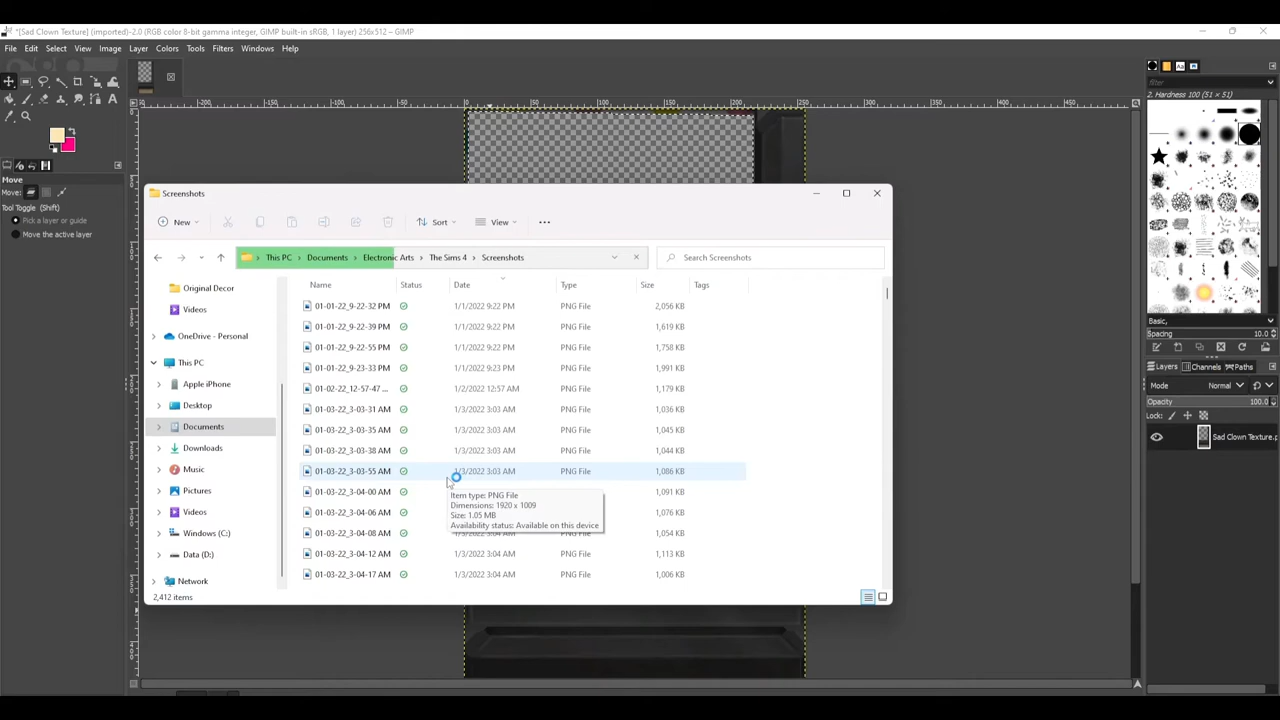 *[Sad Clown Texture] (imported)-2.0 (RGB color 8-bit gamma integer, GIMP built-in sRGB, 1 layer) 256x512 – GIMP
File Edit Select View Image Layer Colors Tools Filters Windows Help
filter
2. Hardness 100 (51 × 51)
Move
Move:
Tool Toggle (Shift)
Pick a layer or guide
Move the active layer
Screenshots
New Sort View
This PC Documents Electronic Arts The Sims 4 Screenshots Search Screenshots
Name Status Date Type Size Tags
Original Decor
Videos
OneDrive - Personal
This PC
Apple iPhone
Desktop
Documents
Downloads
Music
Pictures
Videos
Windows (C:)
Data (D:)
Network
01-01-22_9-22-32 PM 1/1/2022 9:22 PM PNG File 2,056 KB
01-01-22_9-22-39 PM 1/1/2022 9:22 PM PNG File 1,619 KB
01-01-22_9-22-55 PM 1/1/2022 9:22 PM PNG File 1,758 KB
01-01-22_9-23-33 PM 1/1/2022 9:23 PM PNG File 1,991 KB
01-02-22_12-57-47 ... 1/2/2022 12:57 AM PNG File 1,179 KB
01-03-22_3-03-31 AM 1/3/2022 3:03 AM PNG File 1,036 KB
01-03-22_3-03-35 AM 1/3/2022 3:03 AM PNG File 1,045 KB
01-03-22_3-03-38 AM 1/3/2022 3:03 AM PNG File 1,044 KB
01-03-22_3-03-55 AM 1/3/2022 3:03 AM PNG File 1,086 KB
01-03-22_3-04-00 AM 1,091 KB
01-03-22_3-04-06 AM 1,076 KB
01-03-22_3-04-08 AM 1/3/2022 3:04 AM PNG File 1,054 KB
01-03-22_3-04-12 AM 1/3/2022 3:04 AM PNG File 1,113 KB
01-03-22_3-04-17 AM 1/3/2022 3:04 AM PNG File 1,006 KB
Item type: PNG File
Dimensions: 1920 x 1009
Size: 1.05 MB
Availability status: Available on this device
2,412 items
Basic,
Spacing 10.0
Layers Channels Paths
Mode Normal
Opacity 100.0
Lock:
Sad Clown Texture.p